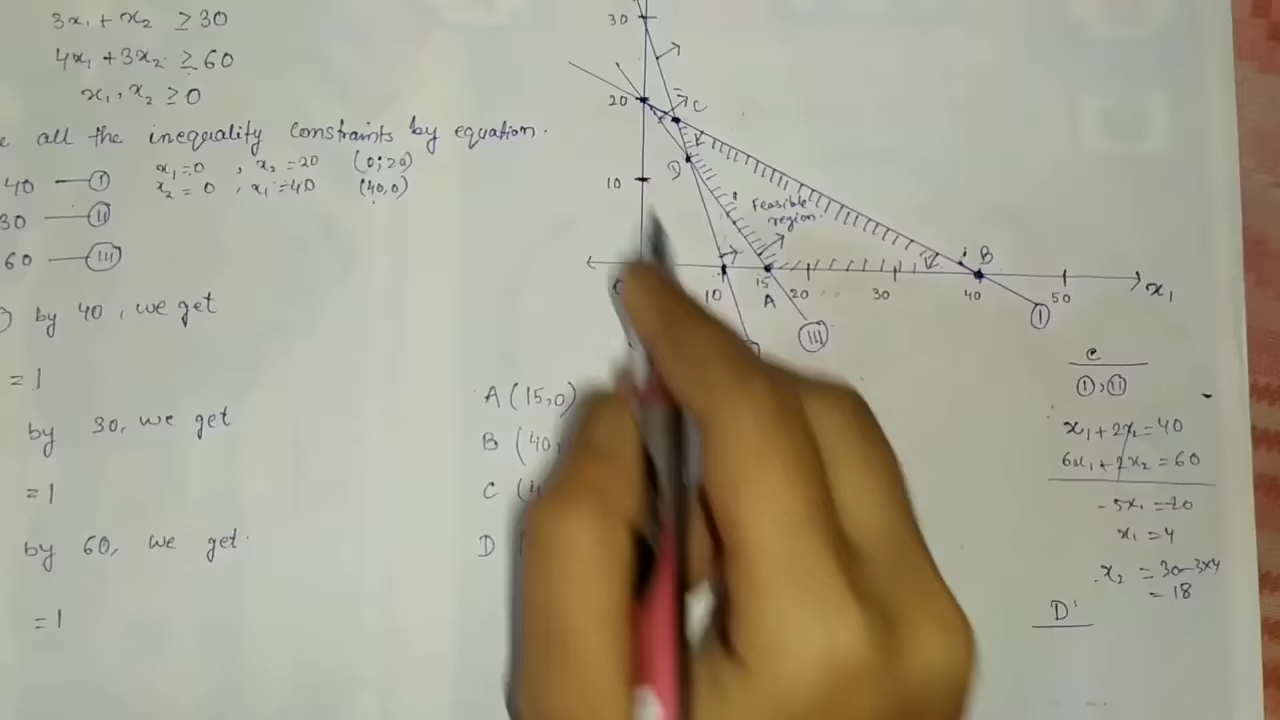 3x₁ + x₂ ≥ 30
4x₁ + 3x₂ ≥ 60
x₁, x₂ ≥ 0
all the inequality constraints by equation.
40 — Ⓘ x₁ = 0, x₂ = 20 (0, 20)
x₂ = 0, x₁ = 40 (40, 0)
30 — Ⓘⓘ
60 — (III)
by 40, we get
= 1
by 30, we get
= 1
by 60, we get
= 1
30
20
10
C
D
Feasible region.
B
10 15 20 30 40 50 x₁
A
(I)
(III)
A (15, 0)
B (40,
C (4
D
C
(I), (II)
x₁ + 2x₂ = 40
6x₁ + 2x₂ = 60
-5x₁ = -20
x₁ = 4
x₂ = 30 - 3×4
= 18
D'